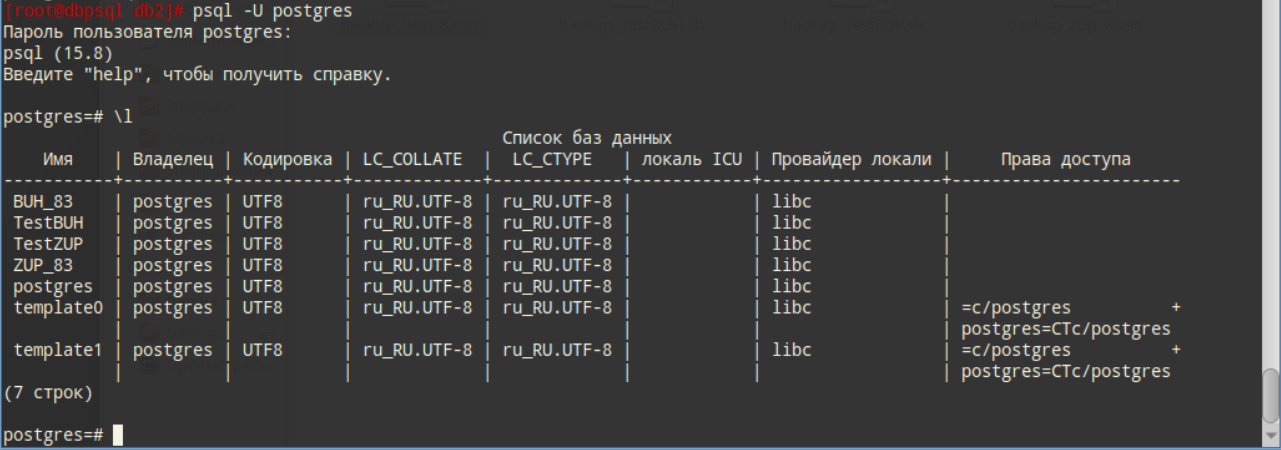 [root@dbpsql db2]# psql -U postgres
Пароль пользователя postgres:
psql (15.8)
Введите "help", чтобы получить справку.
postgres=# \l
Список баз данных
Имя | Владелец | Кодировка | LC_COLLATE | LC_CTYPE | локаль ICU | Провайдер локали | Права доступа
-----------+----------+-----------+-------------+-------------+------------+------------------+-----------------------
BUH_83 | postgres | UTF8 | ru_RU.UTF-8 | ru_RU.UTF-8 | | libc |
TestBUH | postgres | UTF8 | ru_RU.UTF-8 | ru_RU.UTF-8 | | libc |
TestZUP | postgres | UTF8 | ru_RU.UTF-8 | ru_RU.UTF-8 | | libc |
ZUP_83 | postgres | UTF8 | ru_RU.UTF-8 | ru_RU.UTF-8 | | libc |
postgres | postgres | UTF8 | ru_RU.UTF-8 | ru_RU.UTF-8 | | libc |
template0 | postgres | UTF8 | ru_RU.UTF-8 | ru_RU.UTF-8 | | libc | =c/postgres +
| | | | | | | postgres=CTc/postgres
template1 | postgres | UTF8 | ru_RU.UTF-8 | ru_RU.UTF-8 | | libc | =c/postgres +
| | | | | | | postgres=CTc/postgres
(7 строк)
postgres=#